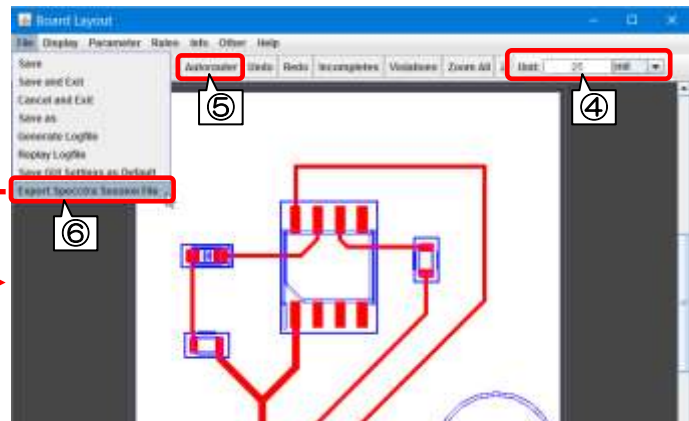 Board Layout
File Display Parameter Rules Info Other Help
Autorouter Undo Redo Incompletes Violations Zoom All Unit: mil
④
⑤
Save
Save and Exit
Cancel and Exit
Save as
Generate Logfile
Replay Logfile
Save GUI Settings as Default
Export Specctra Session File
⑥